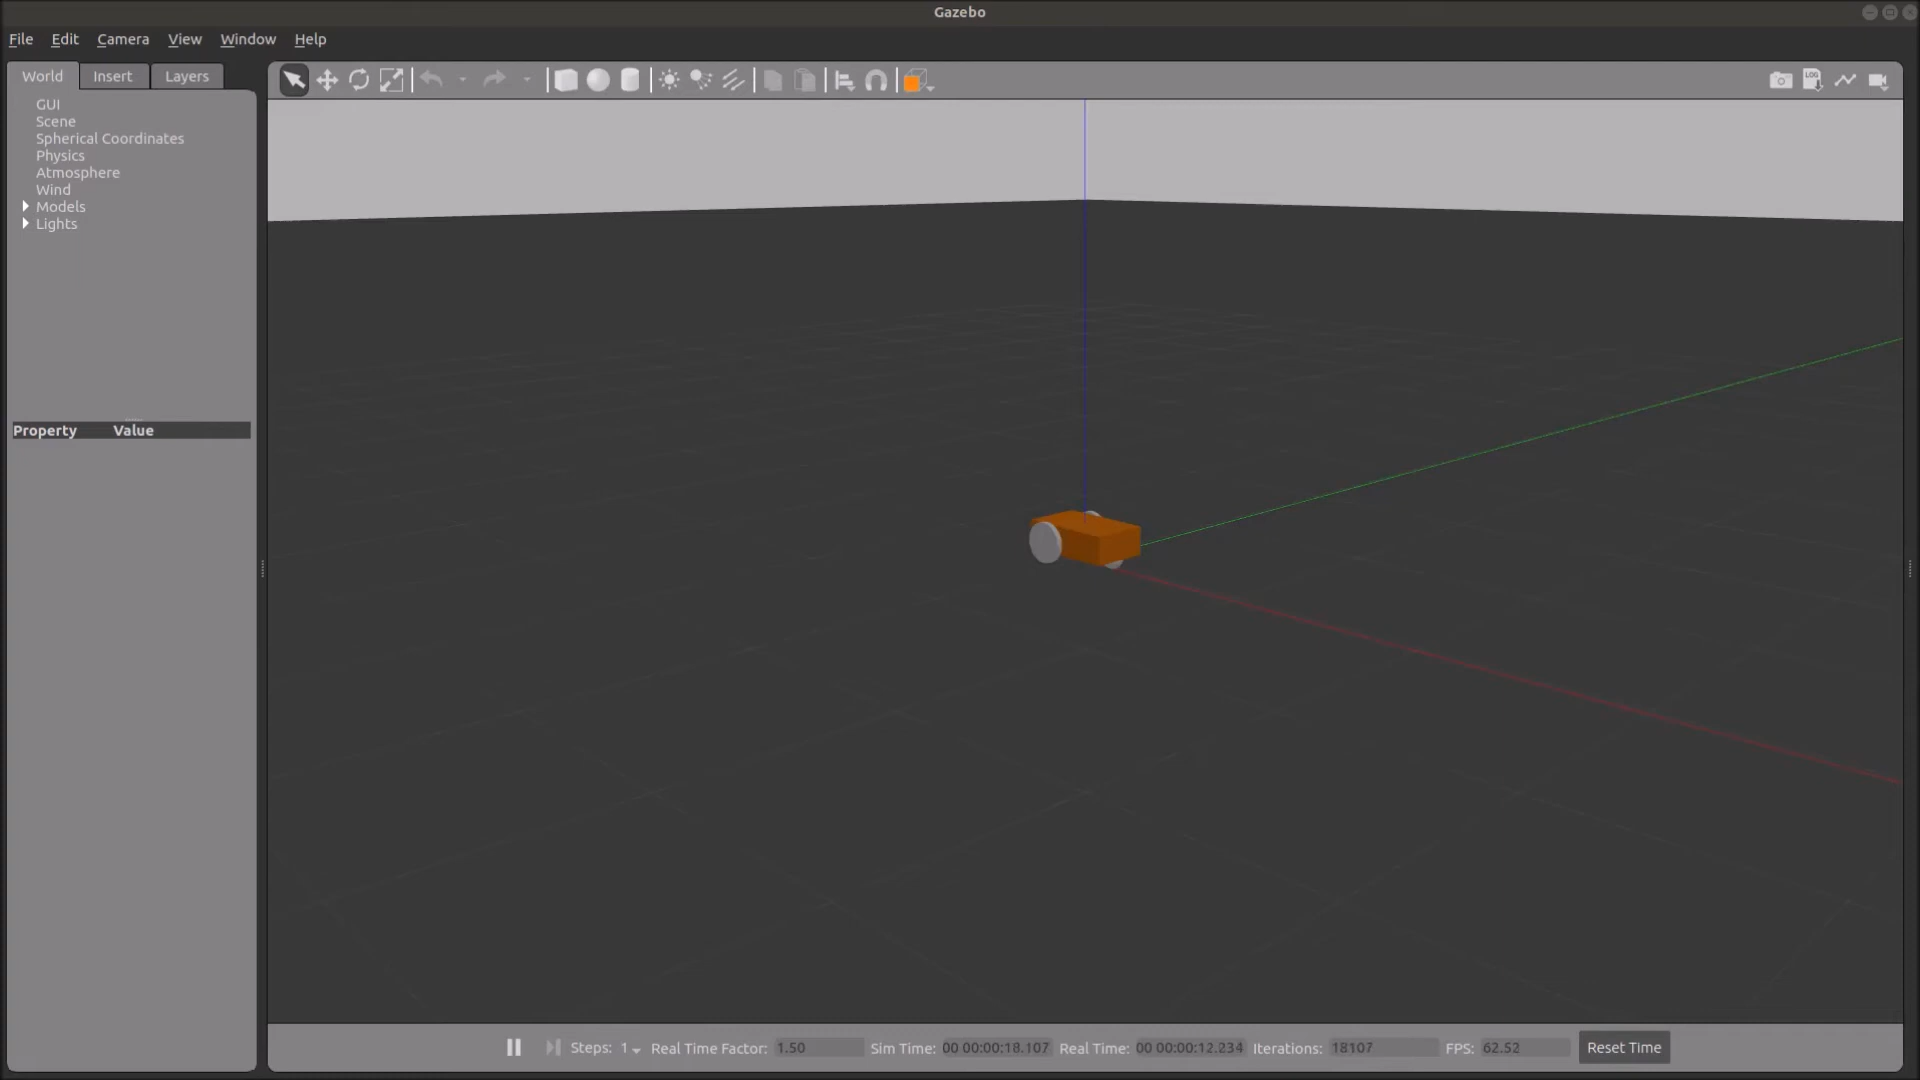 Gazebo
File Edit Camera View Window Help
World Insert Layers
LOG
GUI
Scene
Spherical Coordinates
Physics
Atmosphere
Wind
Models
Lights
Property Value
Steps: 1 Real Time Factor: 1.50 Sim Time: 00 00:00:18.107 Real Time: 00 00:00:12.234 Iterations: 18107 FPS: 62.52 Reset Time